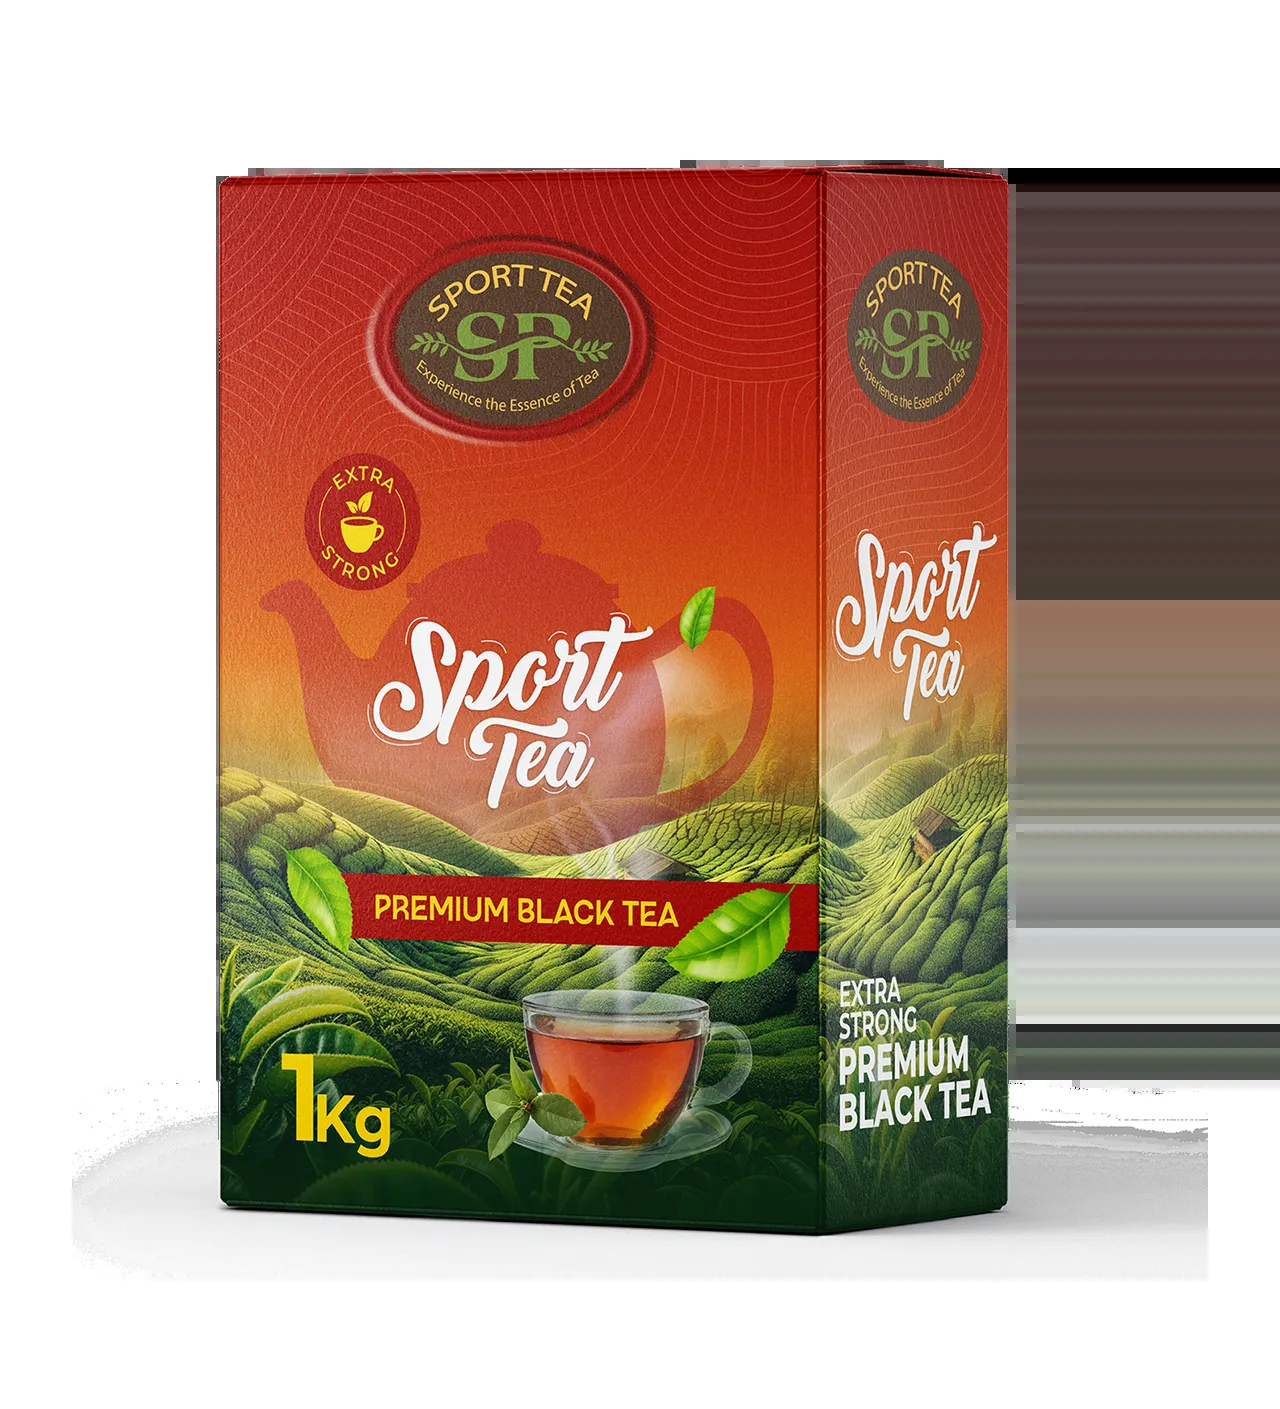 SPORT TEA
SP
Experience the Essence of Tea
EXTRA
STRONG
Sport
Tea
PREMIUM BLACK TEA
1Kg
SPORT TEA
SP
Experience the Essence of Tea
Sport
Tea
EXTRA
STRONG
PREMIUM
BLACK TEA